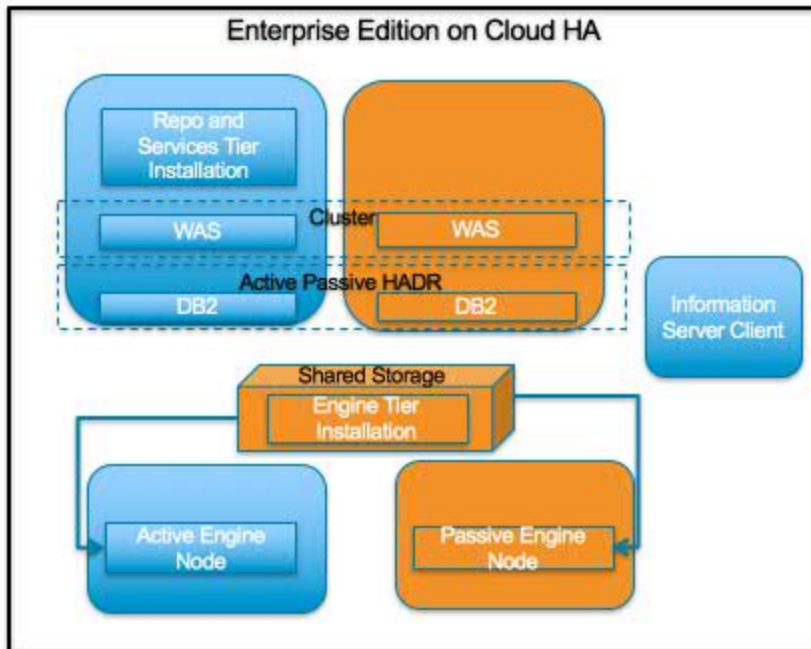 Enterprise Edition on Cloud HA
Repo and
Services Tier
Installation
Cluster
WAS
WAS
Active Passive HADR
DB2
DB2
Information
Server Client
Shared Storage
Engine Tier
Installation
Active Engine
Node
Passive Engine
Node